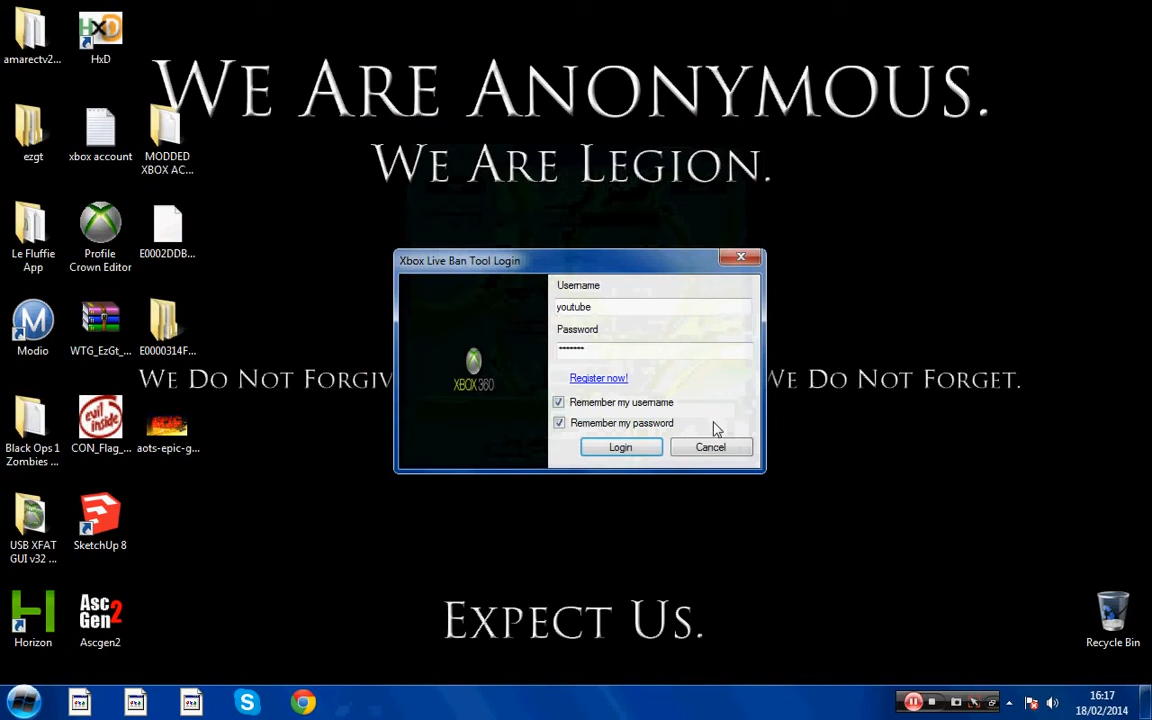 WE ARE ANONYMOUS.
WE ARE LEGION.
WE DO NOT FORGIV
WE DO NOT FORGET.
EXPECT US.
amarectv2...
HxD
ezgt
xbox account
MODDED
XBOX AC...
Le Fluffie
App
Profile
Crown Editor
E0002DDB...
Modio
WTG_EzGt_...
E0000314F...
evil
inside
Black Ops 1
Zombies ...
CON_Flag_...
aots-epic-g...
USB XFAT
GUI v32 ...
SketchUp 8
Asc
Gen2
Horizon
Ascgen2
Recycle Bin
Xbox Live Ban Tool Login
Username
youtube
Password
*******
Register now!
Remember my username
Remember my password
Login
Cancel
XBOX 360
16:17
18/02/2014